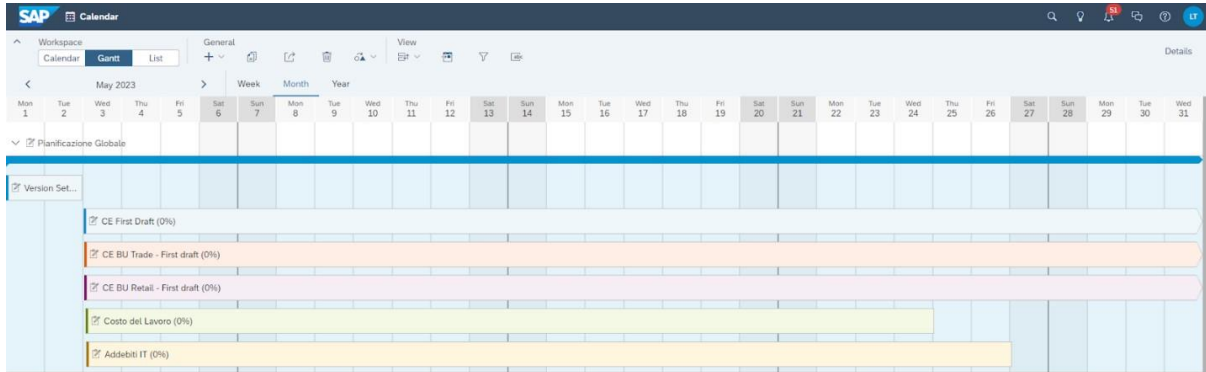 SAP Calendar 51 LT
Workspace General View
Calendar Gantt List Details
May 2023 Week Month Year
Mon Tue Wed Thu Fri Sat Sun Mon Tue Wed Thu Fri Sat Sun Mon Tue Wed Thu Fri Sat Sun Mon Tue Wed Thu Fri Sat Sun Mon Tue Wed
1 2 3 4 5 6 7 8 9 10 11 12 13 14 15 16 17 18 19 20 21 22 23 24 25 26 27 28 29 30 31
Pianificazione Globale
Version Set...
CE First Draft (0%)
CE BU Trade - First draft (0%)
CE BU Retail - First draft (0%)
Costo del Lavoro (0%)
Addebiti IT (0%)